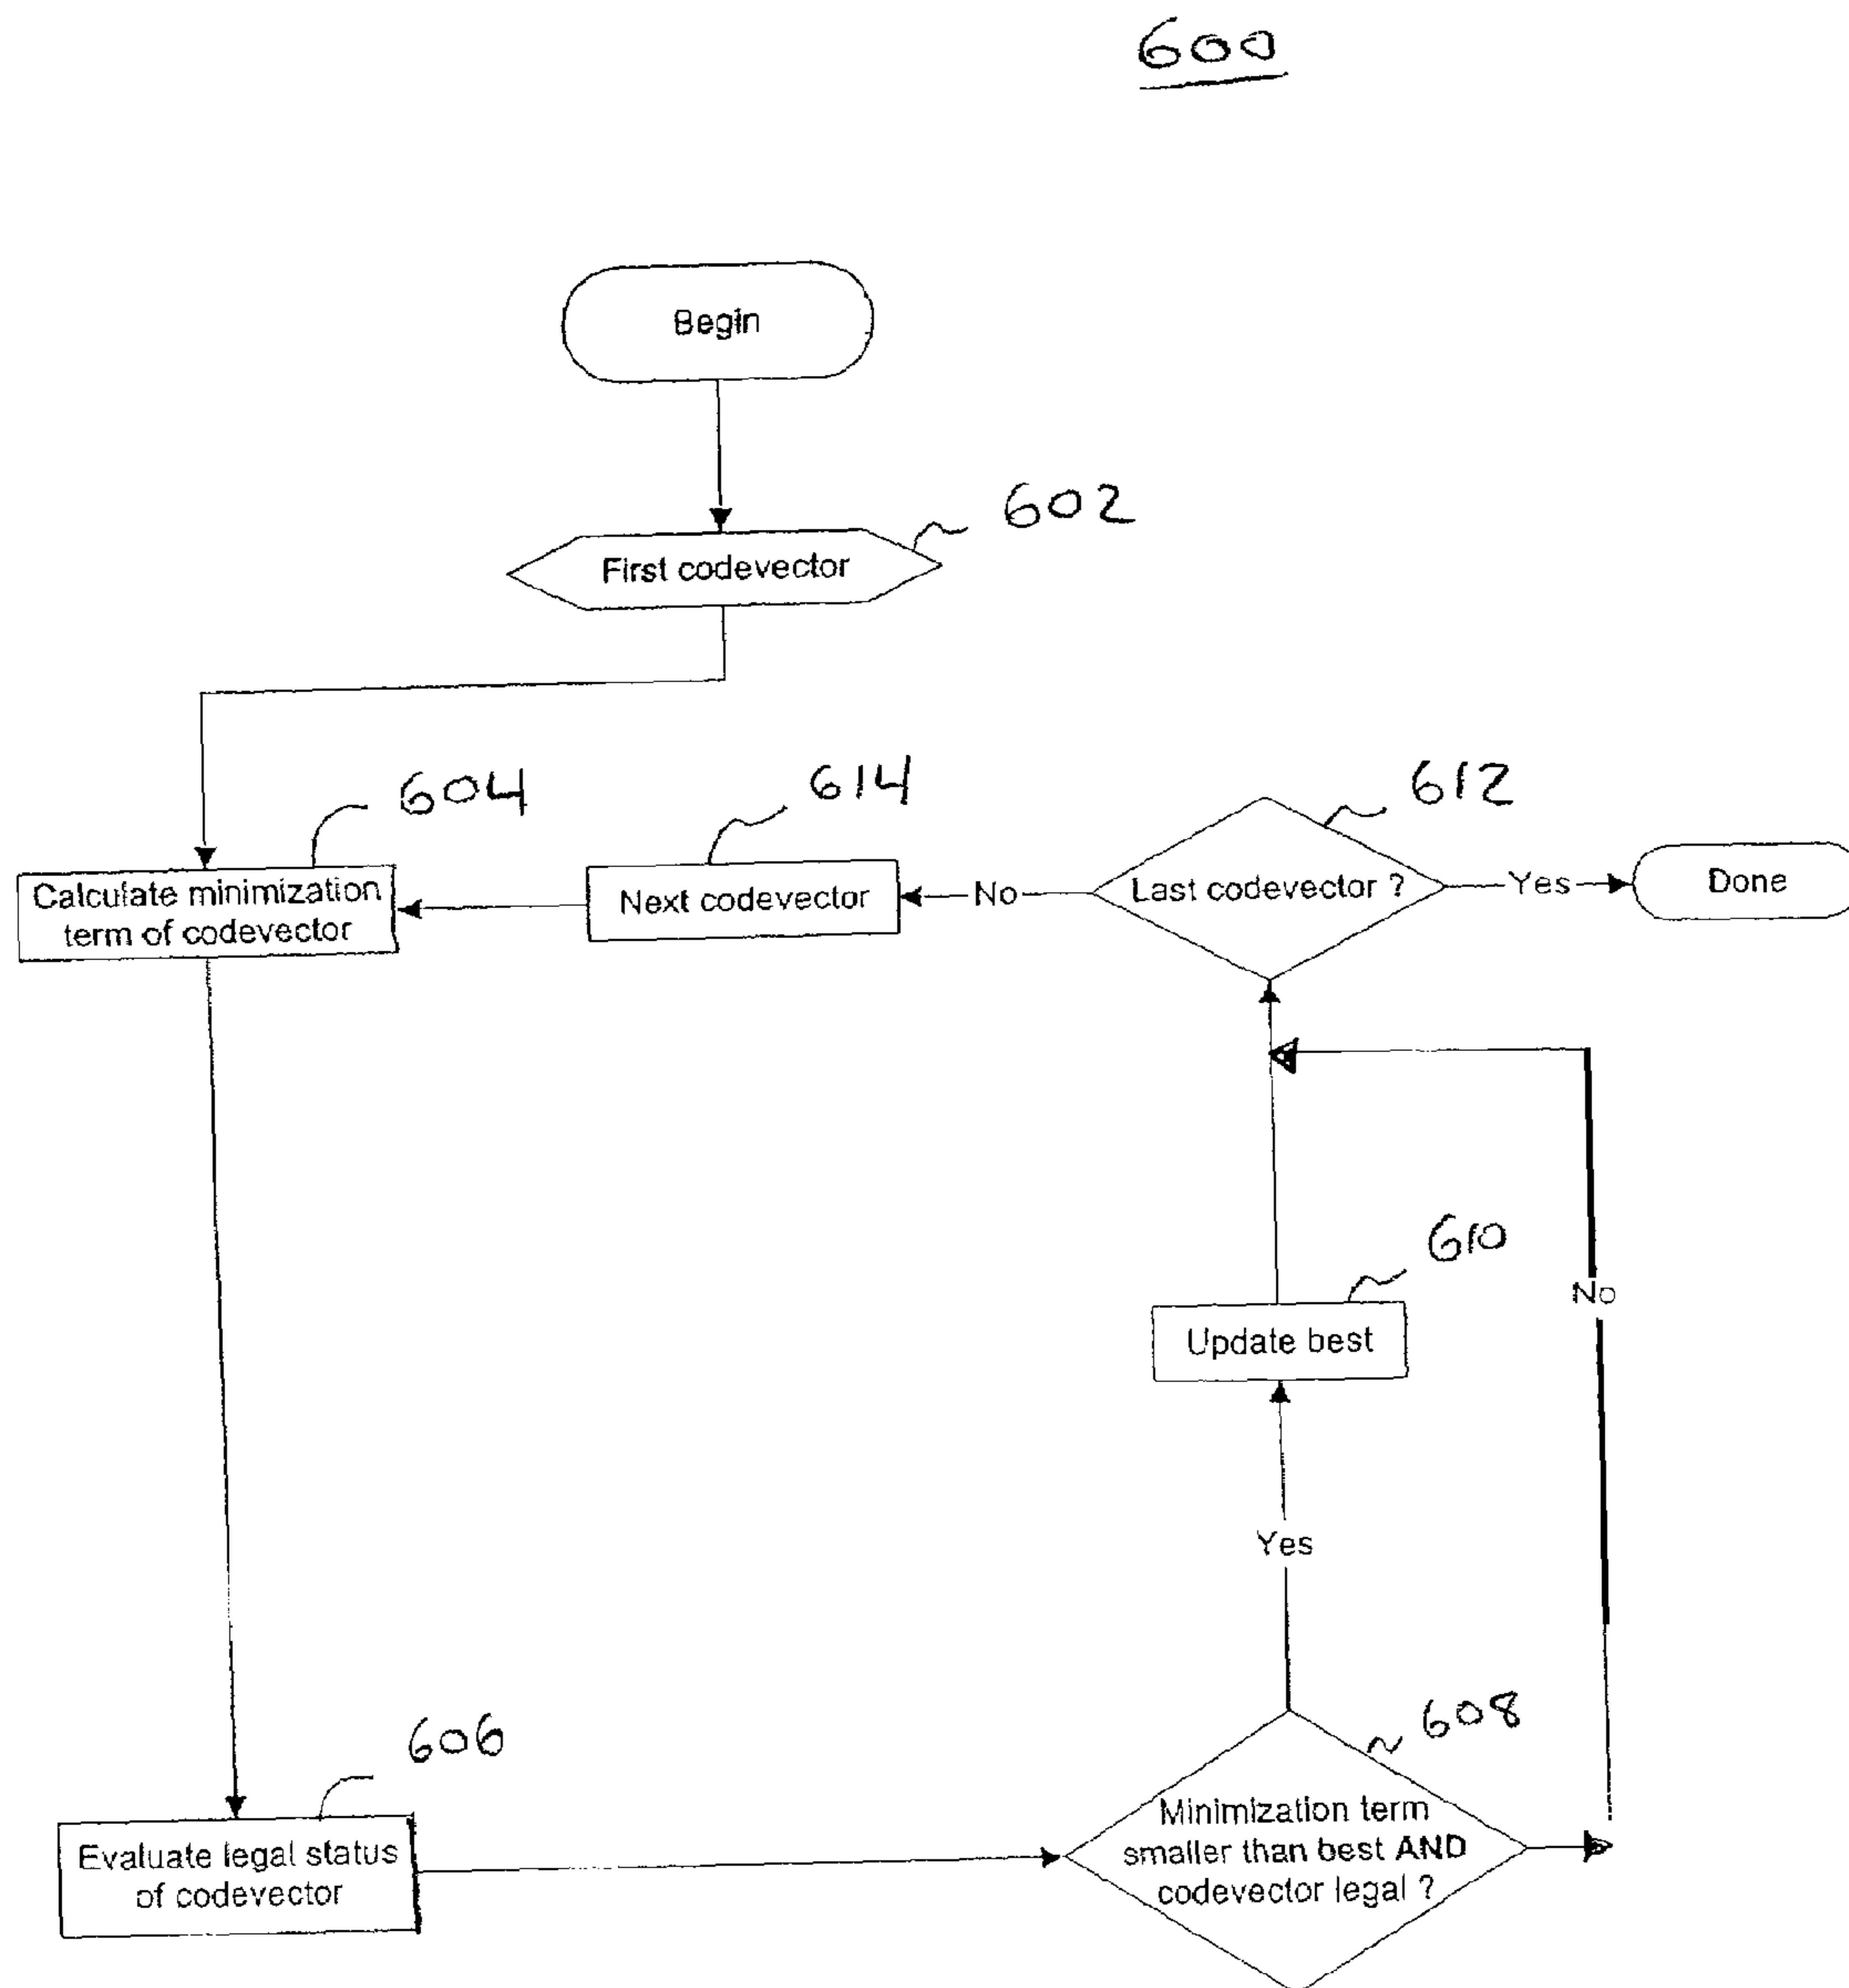 600
Begin
602
First codevector
604
614
612
Calculate minimization
term of codevector
Next codevector
No
Last codevector ?
Yes
Done
610
No
Update best
Yes
606
608
Evaluate legal status
of codevector
Minimization term
smaller than best AND
codevector legal ?